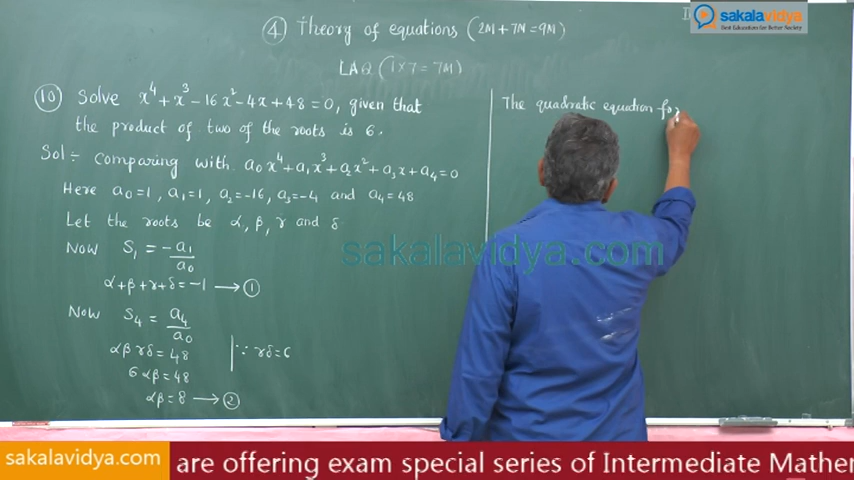 ④ Theory of equations (2M + 7M = 9M)
sakalavidya
Best Education for Better Society
LAQ (1×7 = 7M)
⑩ Solve x⁴ + x³ - 16x² - 4x + 48 = 0, given that
the product of two of the roots is 6.
Sol:- comparing with a₀x⁴ + a₁x³ + a₂x² + a₃x + a₄ = 0
Here a₀=1, a₁=1, a₂=-16, a₃=-4 and a₄=48
Let the roots be α, β, γ and δ
Now S₁ = -a₁/a₀
α+β+γ+δ = -1 → ①
Now S₄ = a₄/a₀
αβγδ = 48 | ∵ γδ = 6
6αβ = 48
αβ = 8 → ②
The quadratic equation for
sakalavidya.com
sakalavidya.com are offering exam special series of Intermediate Mather